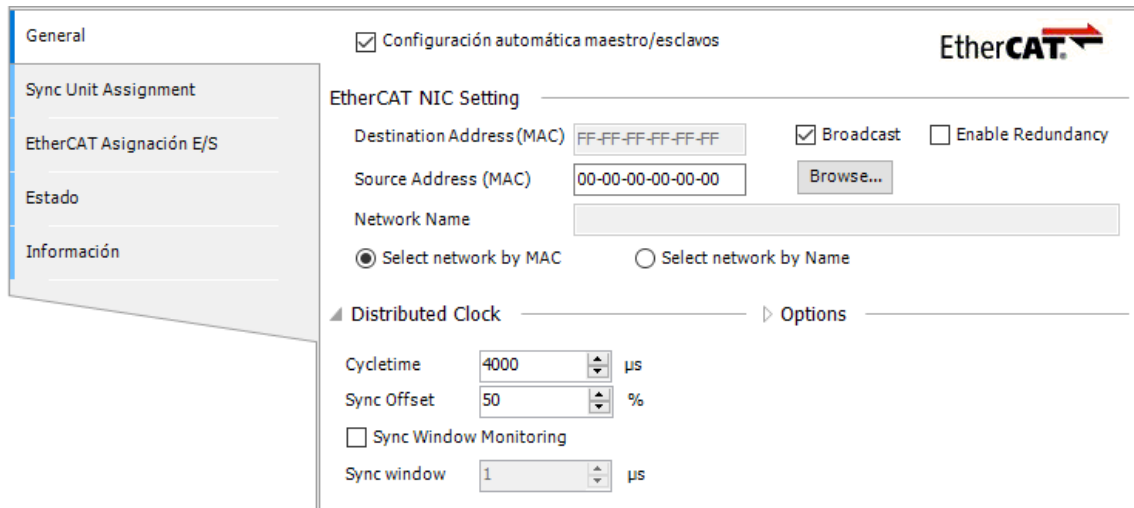 General
Sync Unit Assignment
EtherCAT Asignación E/S
Estado
Información
Configuración automática maestro/esclavos
EtherCAT.
EtherCAT NIC Setting
Destination Address(MAC) FF-FF-FF-FF-FF-FF Broadcast Enable Redundancy
Source Address (MAC) 00-00-00-00-00-00 Browse...
Network Name
Select network by MAC Select network by Name
Distributed Clock Options
Cycletime 4000 µs
Sync Offset 50 %
Sync Window Monitoring
Sync window 1 µs